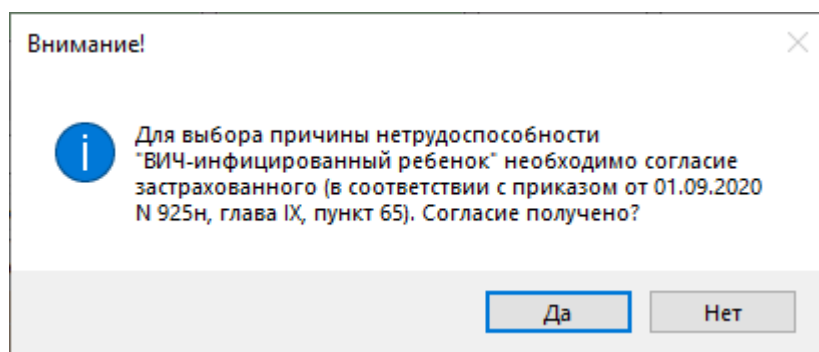 Внимание!
Для выбора причины нетрудоспособности
"ВИЧ-инфицированный ребенок" необходимо согласие
застрахованного (в соответствии с приказом от 01.09.2020
N 925н, глава IX, пункт 65). Согласие получено?
Да
Нет